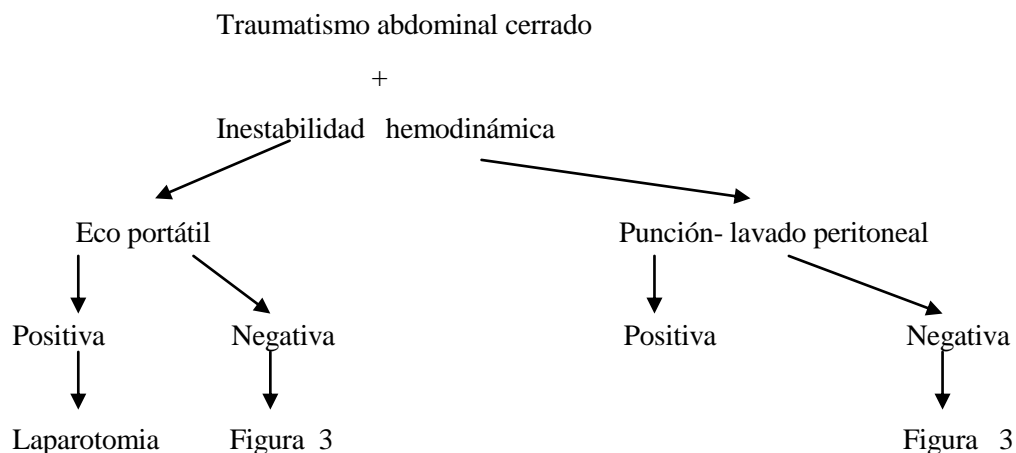 Traumatismo abdominal cerrado
+
Inestabilidad hemodinámica
Eco portátil Punción- lavado peritoneal
Positiva Negativa Positiva Negativa
Laparotomia Figura 3 Figura 3